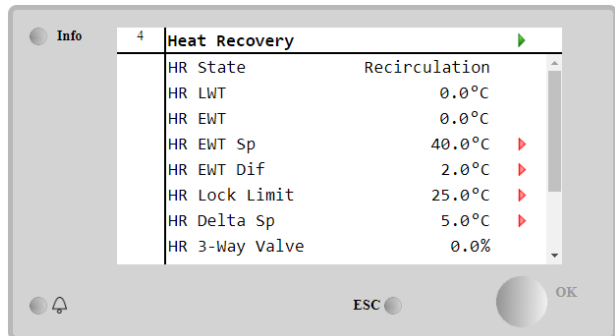 Info
4 Heat Recovery
HR State Recirculation
HR LWT 0.0°C
HR EWT 0.0°C
HR EWT Sp 40.0°C
HR EWT Dif 2.0°C
HR Lock Limit 25.0°C
HR Delta Sp 5.0°C
HR 3-Way Valve 0.0%
ESC OK